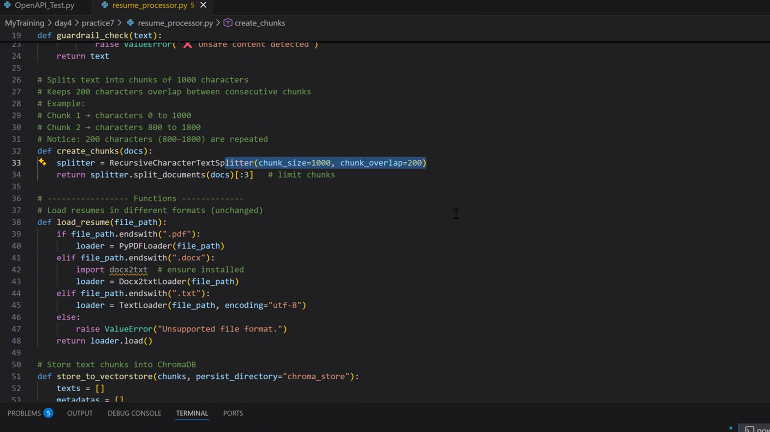 OpenAPI_Test.py
resume_processor.py 5 ×
MyTraining > day4 > practice7 > resume_processor.py > create_chunks
19 def guardrail_check(text):
23 raise ValueError("❌ Unsafe content detected")
24 return text
25
26 # Splits text into chunks of 1000 characters
27 # Keeps 200 characters overlap between consecutive chunks
28 # Example:
29 # Chunk 1 → characters 0 to 1000
30 # Chunk 2 → characters 800 to 1800
31 # Notice: 200 characters (800–1800) are repeated
32 def create_chunks(docs):
33 splitter = RecursiveCharacterTextSplitter(chunk_size=1000, chunk_overlap=200)
34 return splitter.split_documents(docs)[:3] # limit chunks
35
36 # ---------------- Functions -------------
37 # Load resumes in different formats (unchanged)
38 def load_resume(file_path):
39 if file_path.endswith(".pdf"):
40 loader = PyPDFLoader(file_path)
41 elif file_path.endswith(".docx"):
42 import docx2txt # ensure installed
43 loader = Docx2txtLoader(file_path)
44 elif file_path.endswith(".txt"):
45 loader = TextLoader(file_path, encoding="utf-8")
46 else:
47 raise ValueError("Unsupported file format.")
48 return loader.load()
49
50 # Store text chunks into ChromaDB
51 def store_to_vectorstore(chunks, persist_directory="chroma_store"):
52 texts = []
53 metadatas = []
PROBLEMS 5 OUTPUT DEBUG CONSOLE TERMINAL PORTS